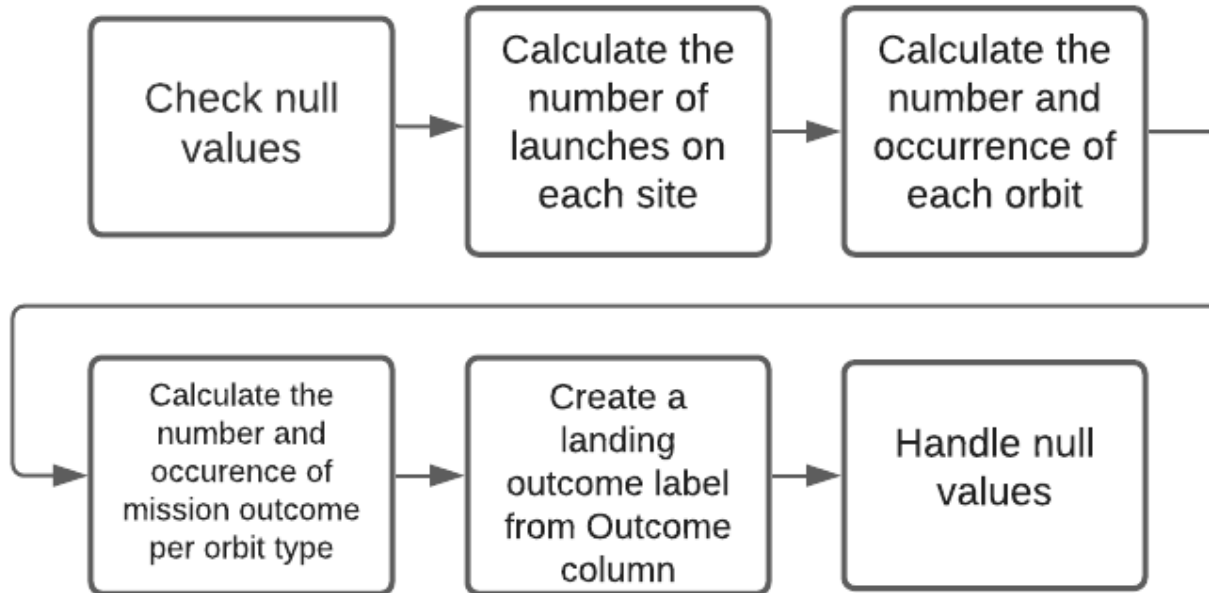 Check null
values
Calculate the
number of
launches on
each site
Calculate the
number and
occurrence of
each orbit
Calculate the
number and
occurence of
mission outcome
per orbit type
Create a
landing
outcome label
from Outcome
column
Handle null
values